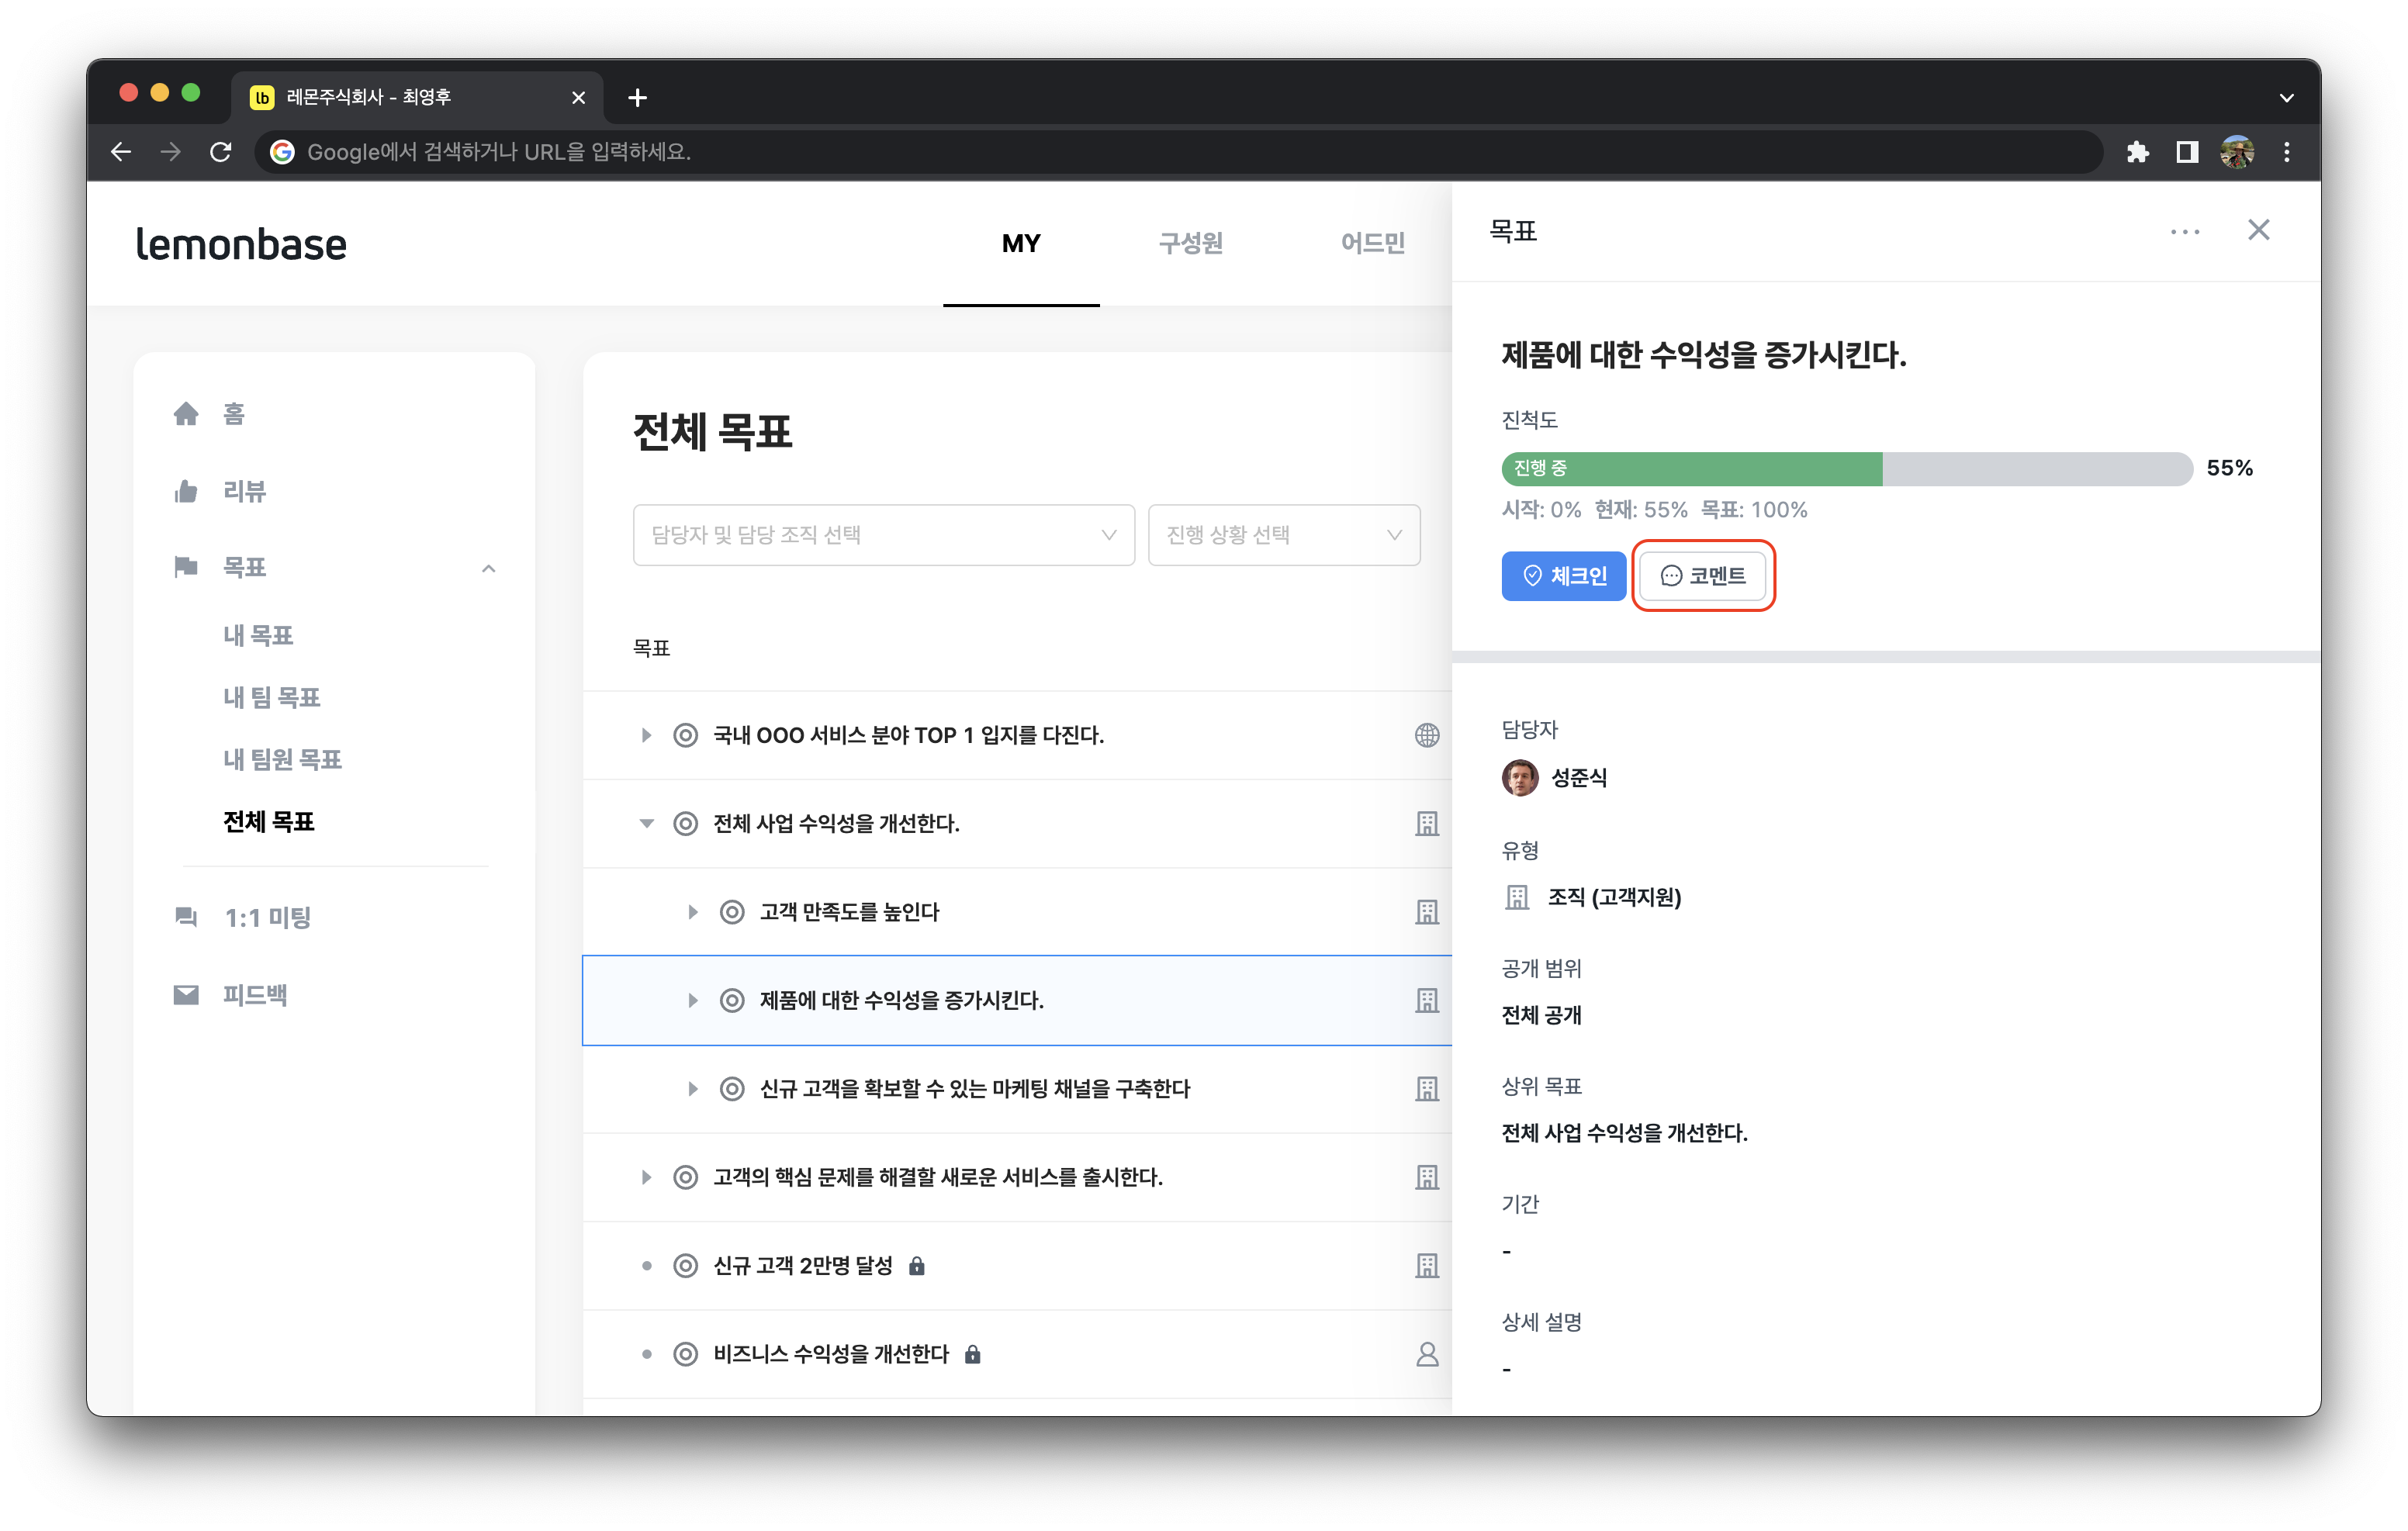 lb 레몬주식회사 - 최영후
Google에서 검색하거나 URL을 입력하세요.
lemonbase
MY
구성원
어드민
홈
리뷰
목표
내 목표
내 팀 목표
내 팀원 목표
전체 목표
1:1 미팅
피드백
전체 목표
담당자 및 담당 조직 선택
진행 상황 선택
목표
국내 OOO 서비스 분야 TOP 1 입지를 다진다.
전체 사업 수익성을 개선한다.
고객 만족도를 높인다
제품에 대한 수익성을 증가시킨다.
신규 고객을 확보할 수 있는 마케팅 채널을 구축한다
고객의 핵심 문제를 해결할 새로운 서비스를 출시한다.
신규 고객 2만명 달성
비즈니스 수익성을 개선한다
목표
제품에 대한 수익성을 증가시킨다.
진척도
진행 중
55%
시작: 0% 현재: 55% 목표: 100%
체크인
코멘트
담당자
성준식
유형
조직 (고객지원)
공개 범위
전체 공개
상위 목표
전체 사업 수익성을 개선한다.
기간
-
상세 설명
-